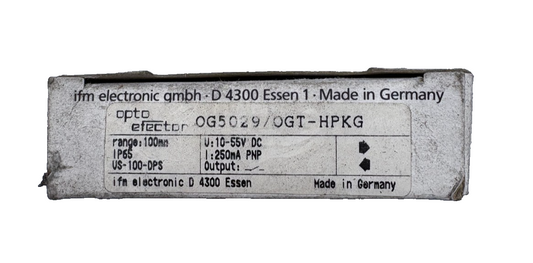 ifm electronic gmbh · D 4300 Essen 1 · Made in Germany
opto
efector OG5029/OGT-HPKG
range:100mm U:10-55V DC
IP65 I:250mA PNP
US-100-DPS Output:
ifm electronic D 4300 Essen Made in Germany